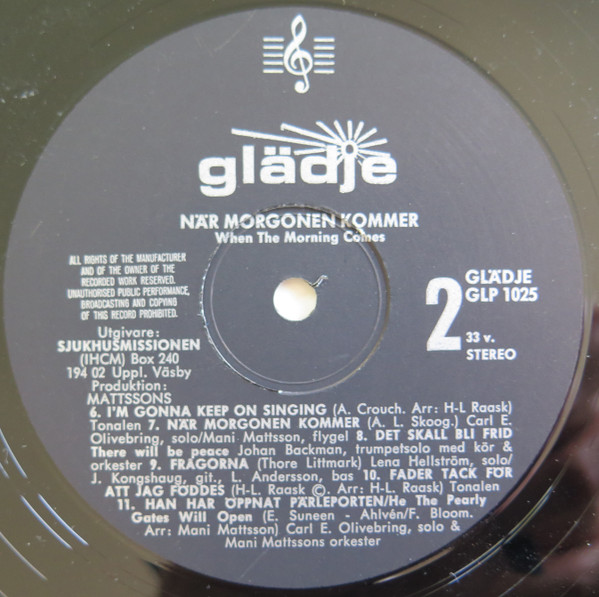 glädje
NÄR MORGONEN KOMMER
When The Morning Comes
ALL RIGHTS OF THE MANUFACTURER
AND OF THE OWNER OF THE
RECORDED WORK RESERVED.
UNAUTHORISED PUBLIC PERFORMANCE,
BROADCASTING AND COPYING
OF THIS RECORD PROHIBITED.
Utgivare:
SJUKHUSMISSIONEN
(IHCM) Box 240
194 02 Uppl. Väsby
Produktion:
MATTSSONS
2
GLÄDJE
GLP 1025
33 v.
STEREO
6. I'M GONNA KEEP ON SINGING (A. Crouch. Arr: H-L Raask)
Tonalen 7. NÄR MORGONEN KOMMER (A. L. Skoog.) Carl E.
Olivebring, solo/Mani Mattsson, flygel 8. DET SKALL BLI FRID
There will be peace Johan Backman, trumpetsolo med kör &
orkester 9. FRÅGORNA (Thore Littmark) Lena Hellström, solo/
J. Kongshaug, git., L. Andersson, bas 10. FADER TACK FÖR
ATT JAG FÖDDES (H-L Raask ©. Arr: H-L Raask) Tonalen
11. HAN HAR ÖPPNAT PÄRLEPORTEN/He The Pearly
Gates Will Open (E. Suneen - Ahlvén/F. Bloom.
Arr: Mani Mattsson) Carl E. Olivebring, solo &
Mani Mattssons orkester